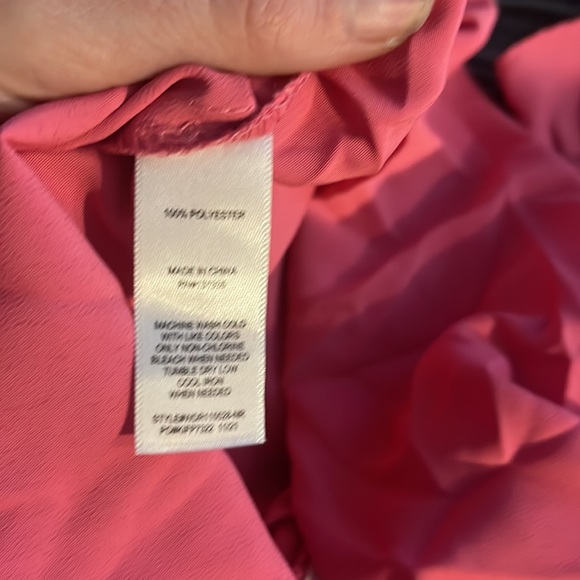 100% POLYESTER
MADE IN CHINA
MACHINE WASH COLD
WITH LIKE COLORS
ONLY NON-CHLORINE
BLEACH WHEN NEEDED
TUMBLE DRY LOW
COOL IRON
WHEN NEEDED
1121